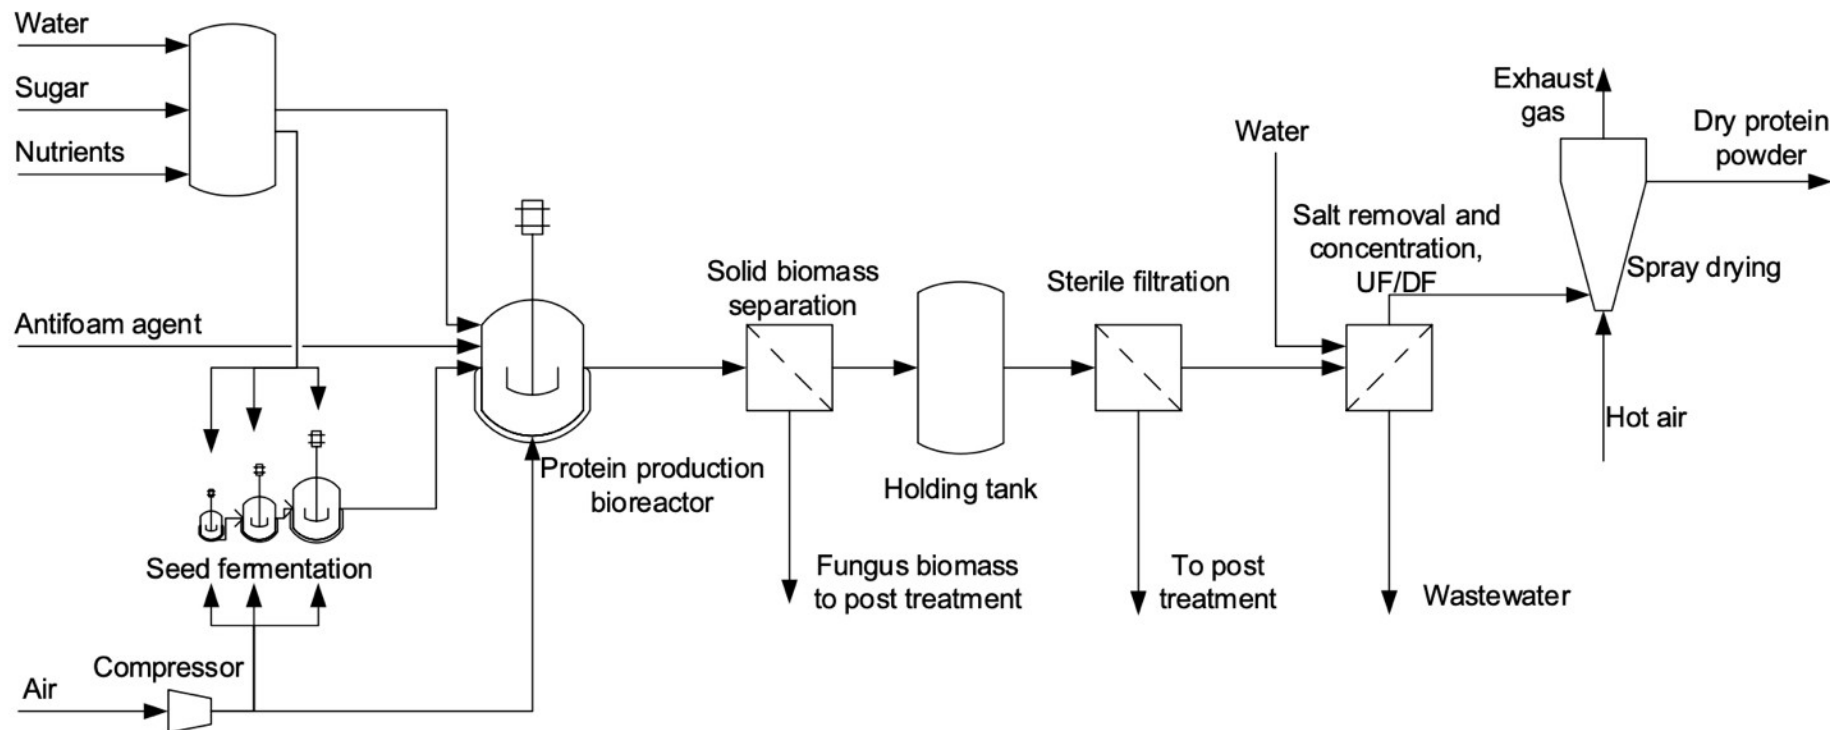 Water
Sugar
Nutrients
Antifoam agent
Seed fermentation
Compressor
Air
Protein production
bioreactor
Solid biomass
separation
Fungus biomass
to post treatment
Holding tank
Sterile filtration
To post
treatment
Water
Salt removal and
concentration,
UF/DF
Wastewater
Exhaust
gas
Dry protein
powder
Spray drying
Hot air